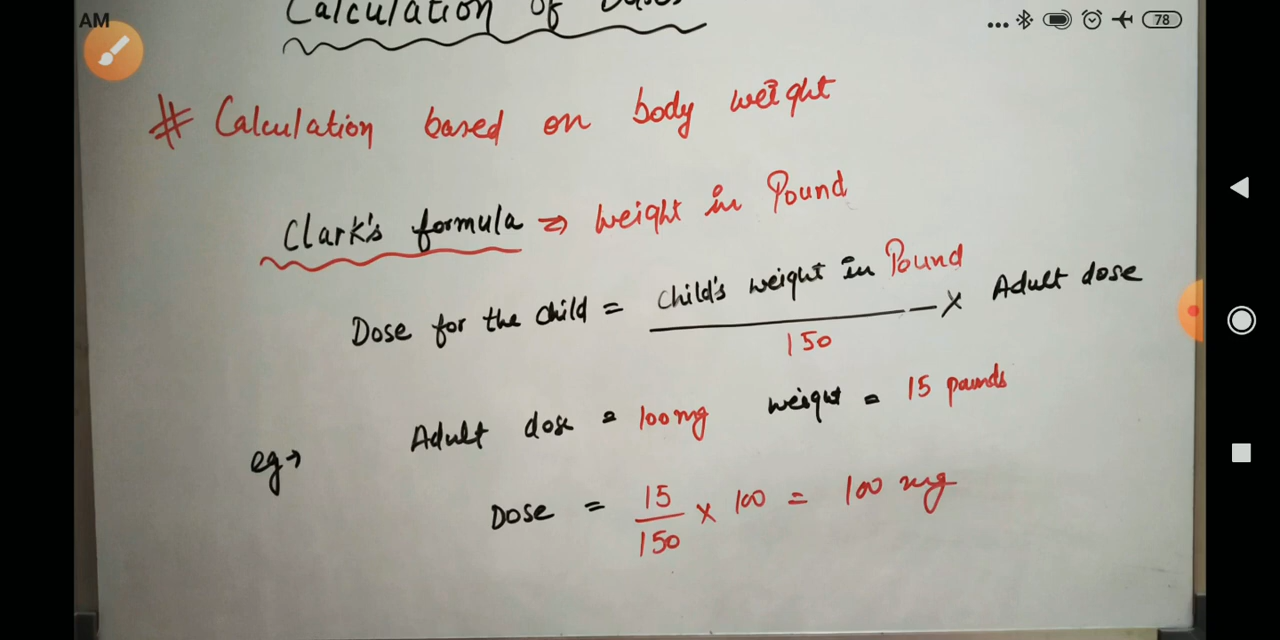 AM
78
Calculation of Doses
# Calculation based on body weight
Clark's formula ⇒ Weight in Pound
Dose for the child = Child's weight in Pound / 150 × Adult dose
eg→ Adult dose = 100mg weight = 15 pounds
Dose = 15 / 150 × 100 = 100 mg